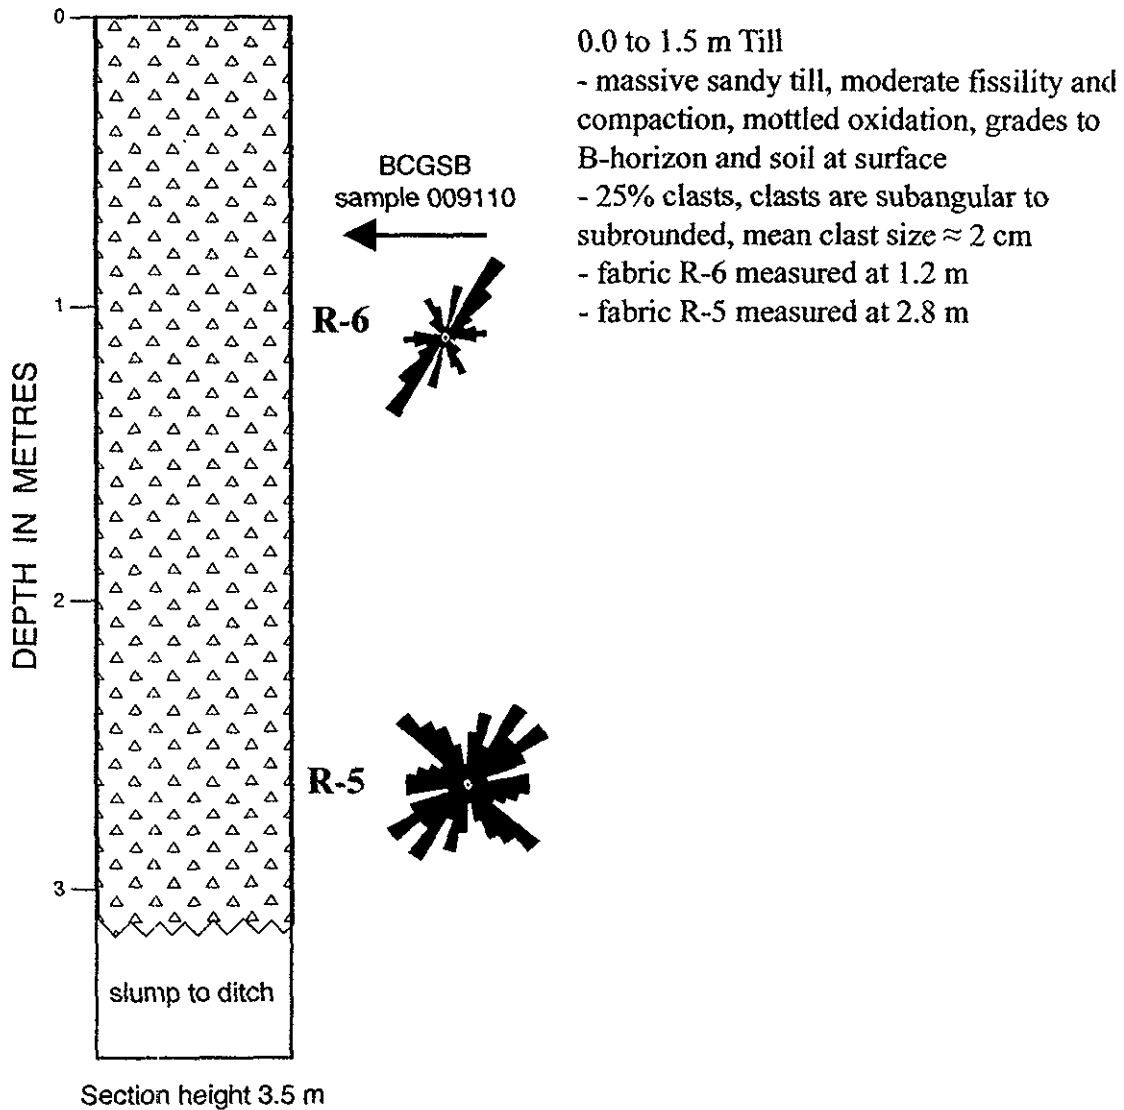 0
0.0 to 1.5 m Till
- massive sandy till, moderate fissility and
compaction, mottled oxidation, grades to
B-horizon and soil at surface
- 25% clasts, clasts are subangular to
subrounded, mean clast size ≈ 2 cm
- fabric R-6 measured at 1.2 m
- fabric R-5 measured at 2.8 m
BCGSB
sample 009110
1
R-6
DEPTH IN METRES
2
R-5
3
slump to ditch
Section height 3.5 m